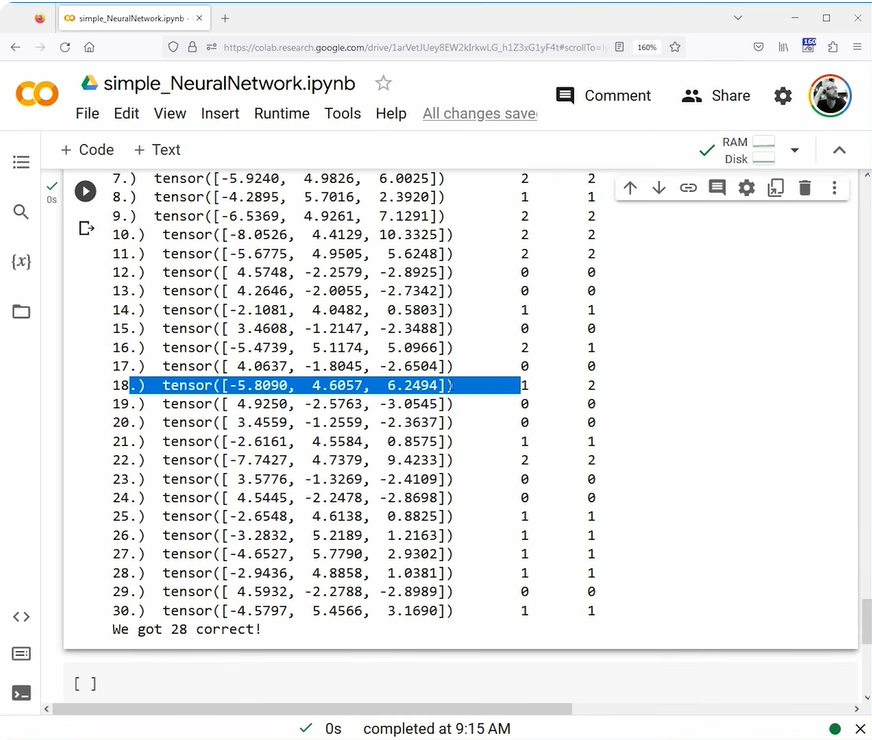 simple_NeuralNetwork.ipynb -
https://colab.research.google.com/drive/1arVetJUey8EW2kIrkwLG_h1Z3xG1yF4t#scrollTo=
160%
160
simple_NeuralNetwork.ipynb
File Edit View Insert Runtime Tools Help All changes save
Comment Share
+ Code + Text
RAM
Disk
0s
7.) tensor([-5.9240, 4.9826, 6.0025]) 2 2
8.) tensor([-4.2895, 5.7016, 2.3920]) 1 1
9.) tensor([-6.5369, 4.9261, 7.1291]) 2 2
10.) tensor([-8.0526, 4.4129, 10.3325]) 2 2
11.) tensor([-5.6775, 4.9505, 5.6248]) 2 2
12.) tensor([ 4.5748, -2.2579, -2.8925]) 0 0
13.) tensor([ 4.2646, -2.0055, -2.7342]) 0 0
14.) tensor([-2.1081, 4.0482, 0.5803]) 1 1
15.) tensor([ 3.4608, -1.2147, -2.3488]) 0 0
16.) tensor([-5.4739, 5.1174, 5.0966]) 2 1
17.) tensor([ 4.0637, -1.8045, -2.6504]) 0 0
18.) tensor([-5.8090, 4.6057, 6.2494]) 1 2
19.) tensor([ 4.9250, -2.5763, -3.0545]) 0 0
20.) tensor([ 3.4559, -1.2559, -2.3637]) 0 0
21.) tensor([-2.6161, 4.5584, 0.8575]) 1 1
22.) tensor([-7.7427, 4.7379, 9.4233]) 2 2
23.) tensor([ 3.5776, -1.3269, -2.4109]) 0 0
24.) tensor([ 4.5445, -2.2478, -2.8698]) 0 0
25.) tensor([-2.6548, 4.6138, 0.8825]) 1 1
26.) tensor([-3.2832, 5.2189, 1.2163]) 1 1
27.) tensor([-4.6527, 5.7790, 2.9302]) 1 1
28.) tensor([-2.9436, 4.8858, 1.0381]) 1 1
29.) tensor([ 4.5932, -2.2788, -2.8989]) 0 0
30.) tensor([-4.5797, 5.4566, 3.1690]) 1 1
We got 28 correct!
[ ]
0s completed at 9:15 AM